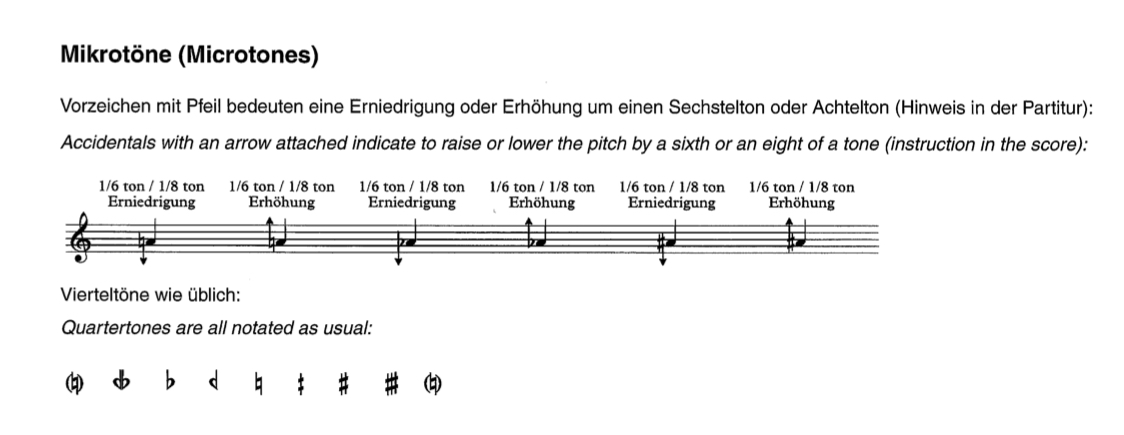 Mikrotöne (Microtones)
Vorzeichen mit Pfeil bedeuten eine Erniedrigung oder Erhöhung um einen Sechstelton oder Achtelton (Hinweis in der Partitur):
Accidentals with an arrow attached indicate to raise or lower the pitch by a sixth or an eight of a tone (instruction in the score):
1/6 ton / 1/8 ton 1/6 ton / 1/8 ton 1/6 ton / 1/8 ton 1/6 ton / 1/8 ton 1/6 ton / 1/8 ton 1/6 ton / 1/8 ton
Erniedrigung Erhöhung Erniedrigung Erhöhung Erniedrigung Erhöhung
Vierteltöne wie üblich:
Quartertones are all notated as usual: